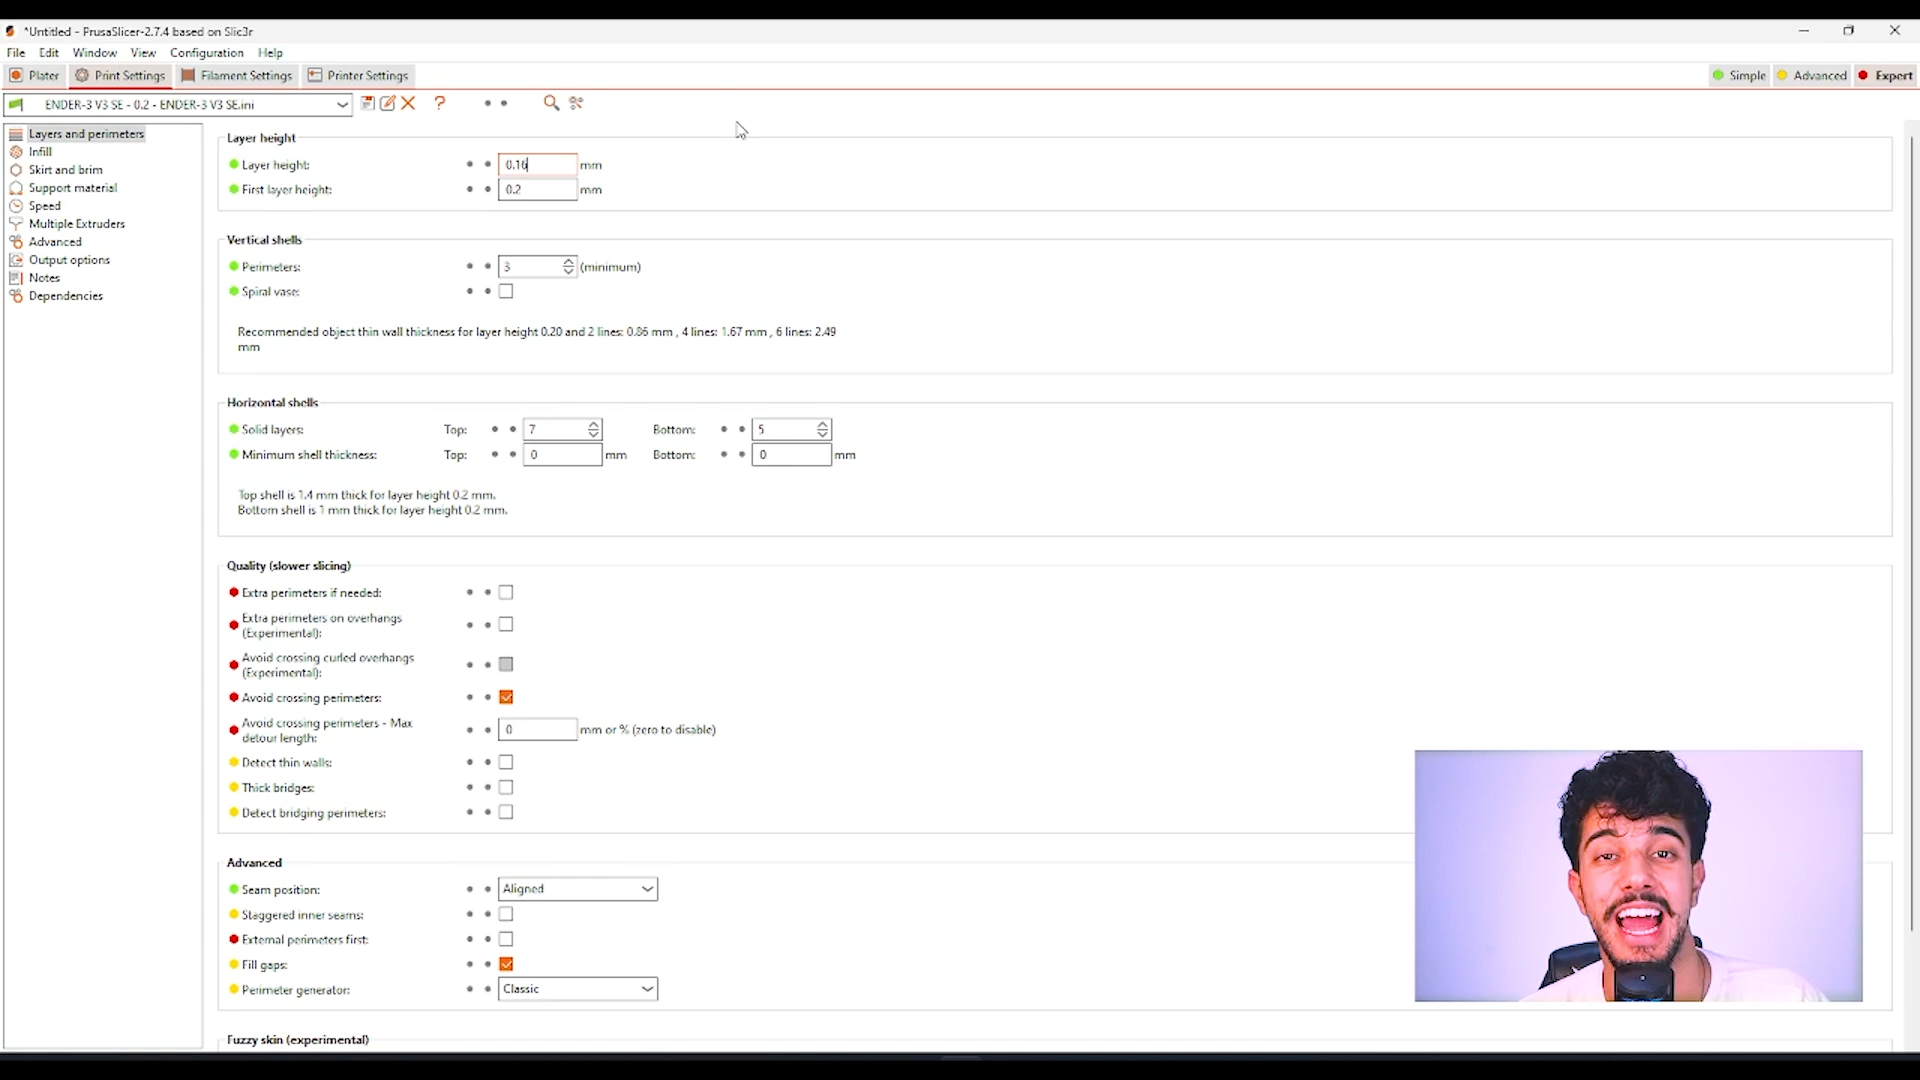 *Untitled - PrusaSlicer-2.7.4 based on Slic3r
File Edit Window View Configuration Help
Plater Print Settings Filament Settings Printer Settings Simple Advanced Expert
ENDER-3 V3 SE - 0.2 - ENDER-3 V3 SE.ini ?
Layers and perimeters
Infill
Skirt and brim
Support material
Speed
Multiple Extruders
Advanced
Output options
Notes
Dependencies
Layer height
Layer height: 0.16 mm
First layer height: 0.2 mm
Vertical shells
Perimeters: 3 (minimum)
Spiral vase:
Recommended object thin wall thickness for layer height 0.20 and 2 lines: 0.86 mm , 4 lines: 1.67 mm , 6 lines: 2.49
mm
Horizontal shells
Solid layers: Top: 7 Bottom: 5
Minimum shell thickness: Top: 0 mm Bottom: 0 mm
Top shell is 1.4 mm thick for layer height 0.2 mm.
Bottom shell is 1 mm thick for layer height 0.2 mm.
Quality (slower slicing)
Extra perimeters if needed:
Extra perimeters on overhangs
(Experimental):
Avoid crossing curled overhangs
(Experimental):
Avoid crossing perimeters:
Avoid crossing perimeters - Max
detour length: 0 mm or % (zero to disable)
Detect thin walls:
Thick bridges:
Detect bridging perimeters:
Advanced
Seam position: Aligned
Staggered inner seams:
External perimeters first:
Fill gaps:
Perimeter generator: Classic
Fuzzy skin (experimental)